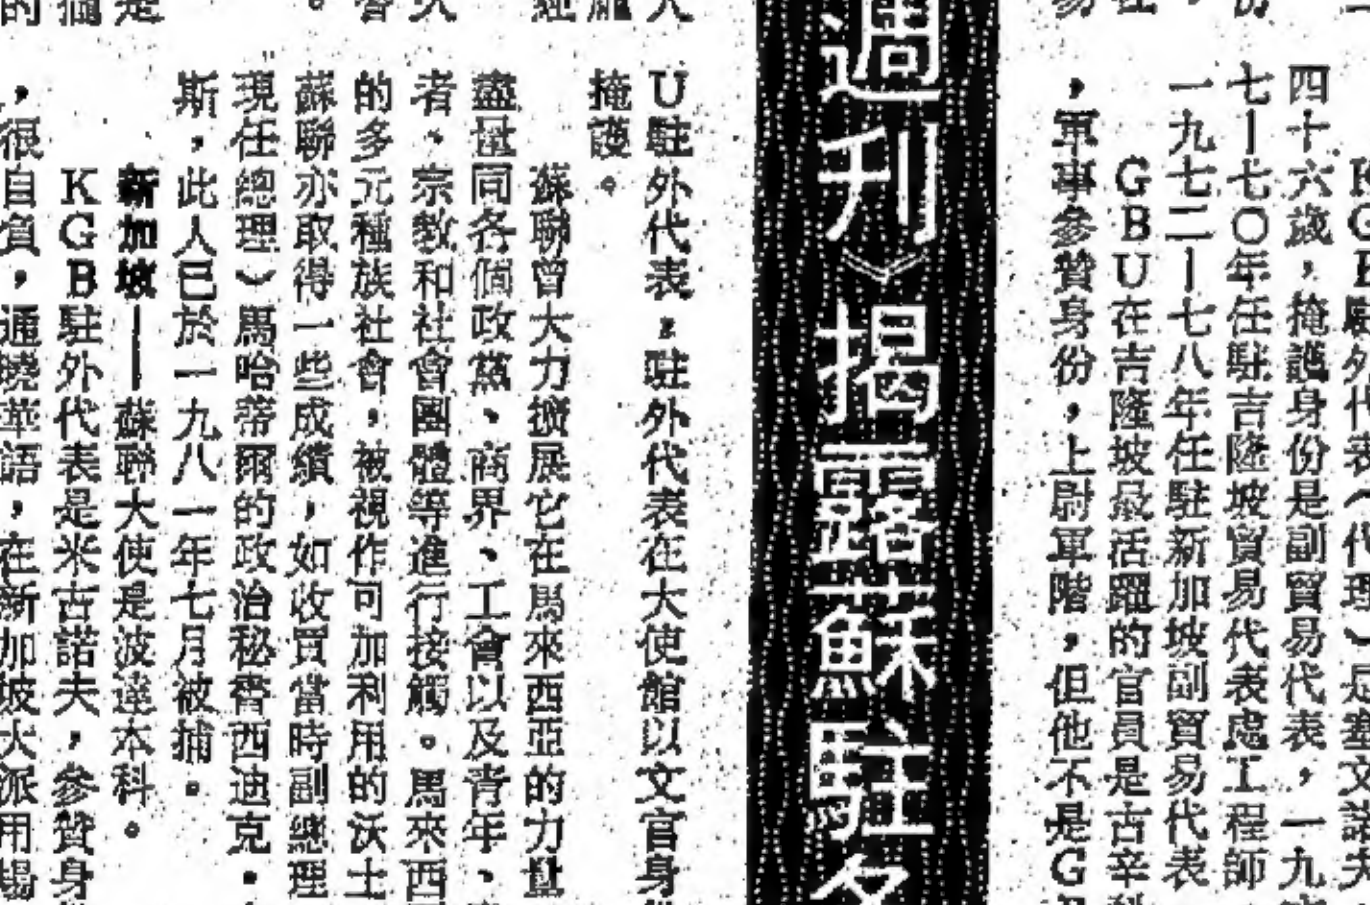 四十六歲，掩護身份是副貿易代表，一九
七—七〇年任駐吉隆坡貿易代表處工程師
一九七二—七八年任駐新加坡副貿易代表
GBU在吉隆坡最活躍的官員是古辛
，軍事參贊身份，上尉軍階，但他不是G
週刊》揭露蘇駐
U駐外代表；駐外代表在大使館以文官身
掩護。
蘇聯曾大力擴展它在馬來西亞的力量
盡量同各個政黨、商界、工會以及青年、
者、宗教和社會團體等進行接觸。馬來西
的多元種族社會，被視作可加利用的沃土
蘇聯亦取得一些成績，如收買當時副總理
現任總理）馬哈蒂爾的政治秘書西迪克·
斯，此人已於一九八一年七月被捕。
新加坡——蘇聯大使是波達本科。
KGB駐外代表是米古諾夫，參贊身
，很自負，通曉華語，在新加坡大派用場